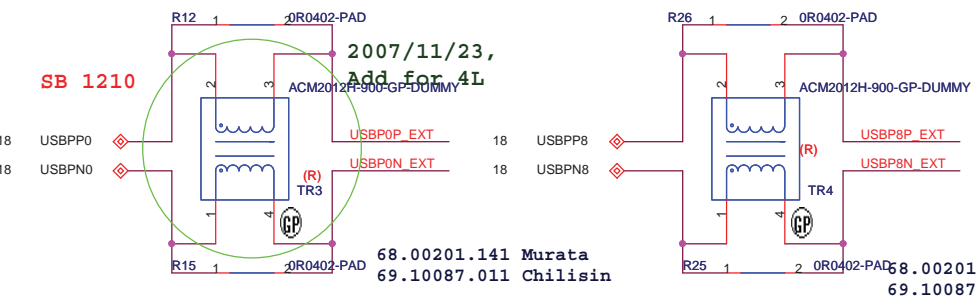 R12 1 2 0R0402-PAD
R26 1 2 0R0402-PAD
2007/11/23,
SB 1210
Add for 4L
2 3 ACM2012H-900-GP-DUMMY
2 3 ACM2012H-900-GP-DUMMY
18 USBPP0 USBP0P_EXT
18 USBPP8 USBP8P_EXT
(R)
18 USBPN0 USBP0N_EXT
18 USBPN8 USBP8N_EXT
(R)
TR3
TR4
1 4 GP
1 4 GP
68.00201.141 Murata
R15 1 2 0R0402-PAD
69.10087.011 Chilisin
R25 1 2 0R0402-PAD
68.00201
69.10087